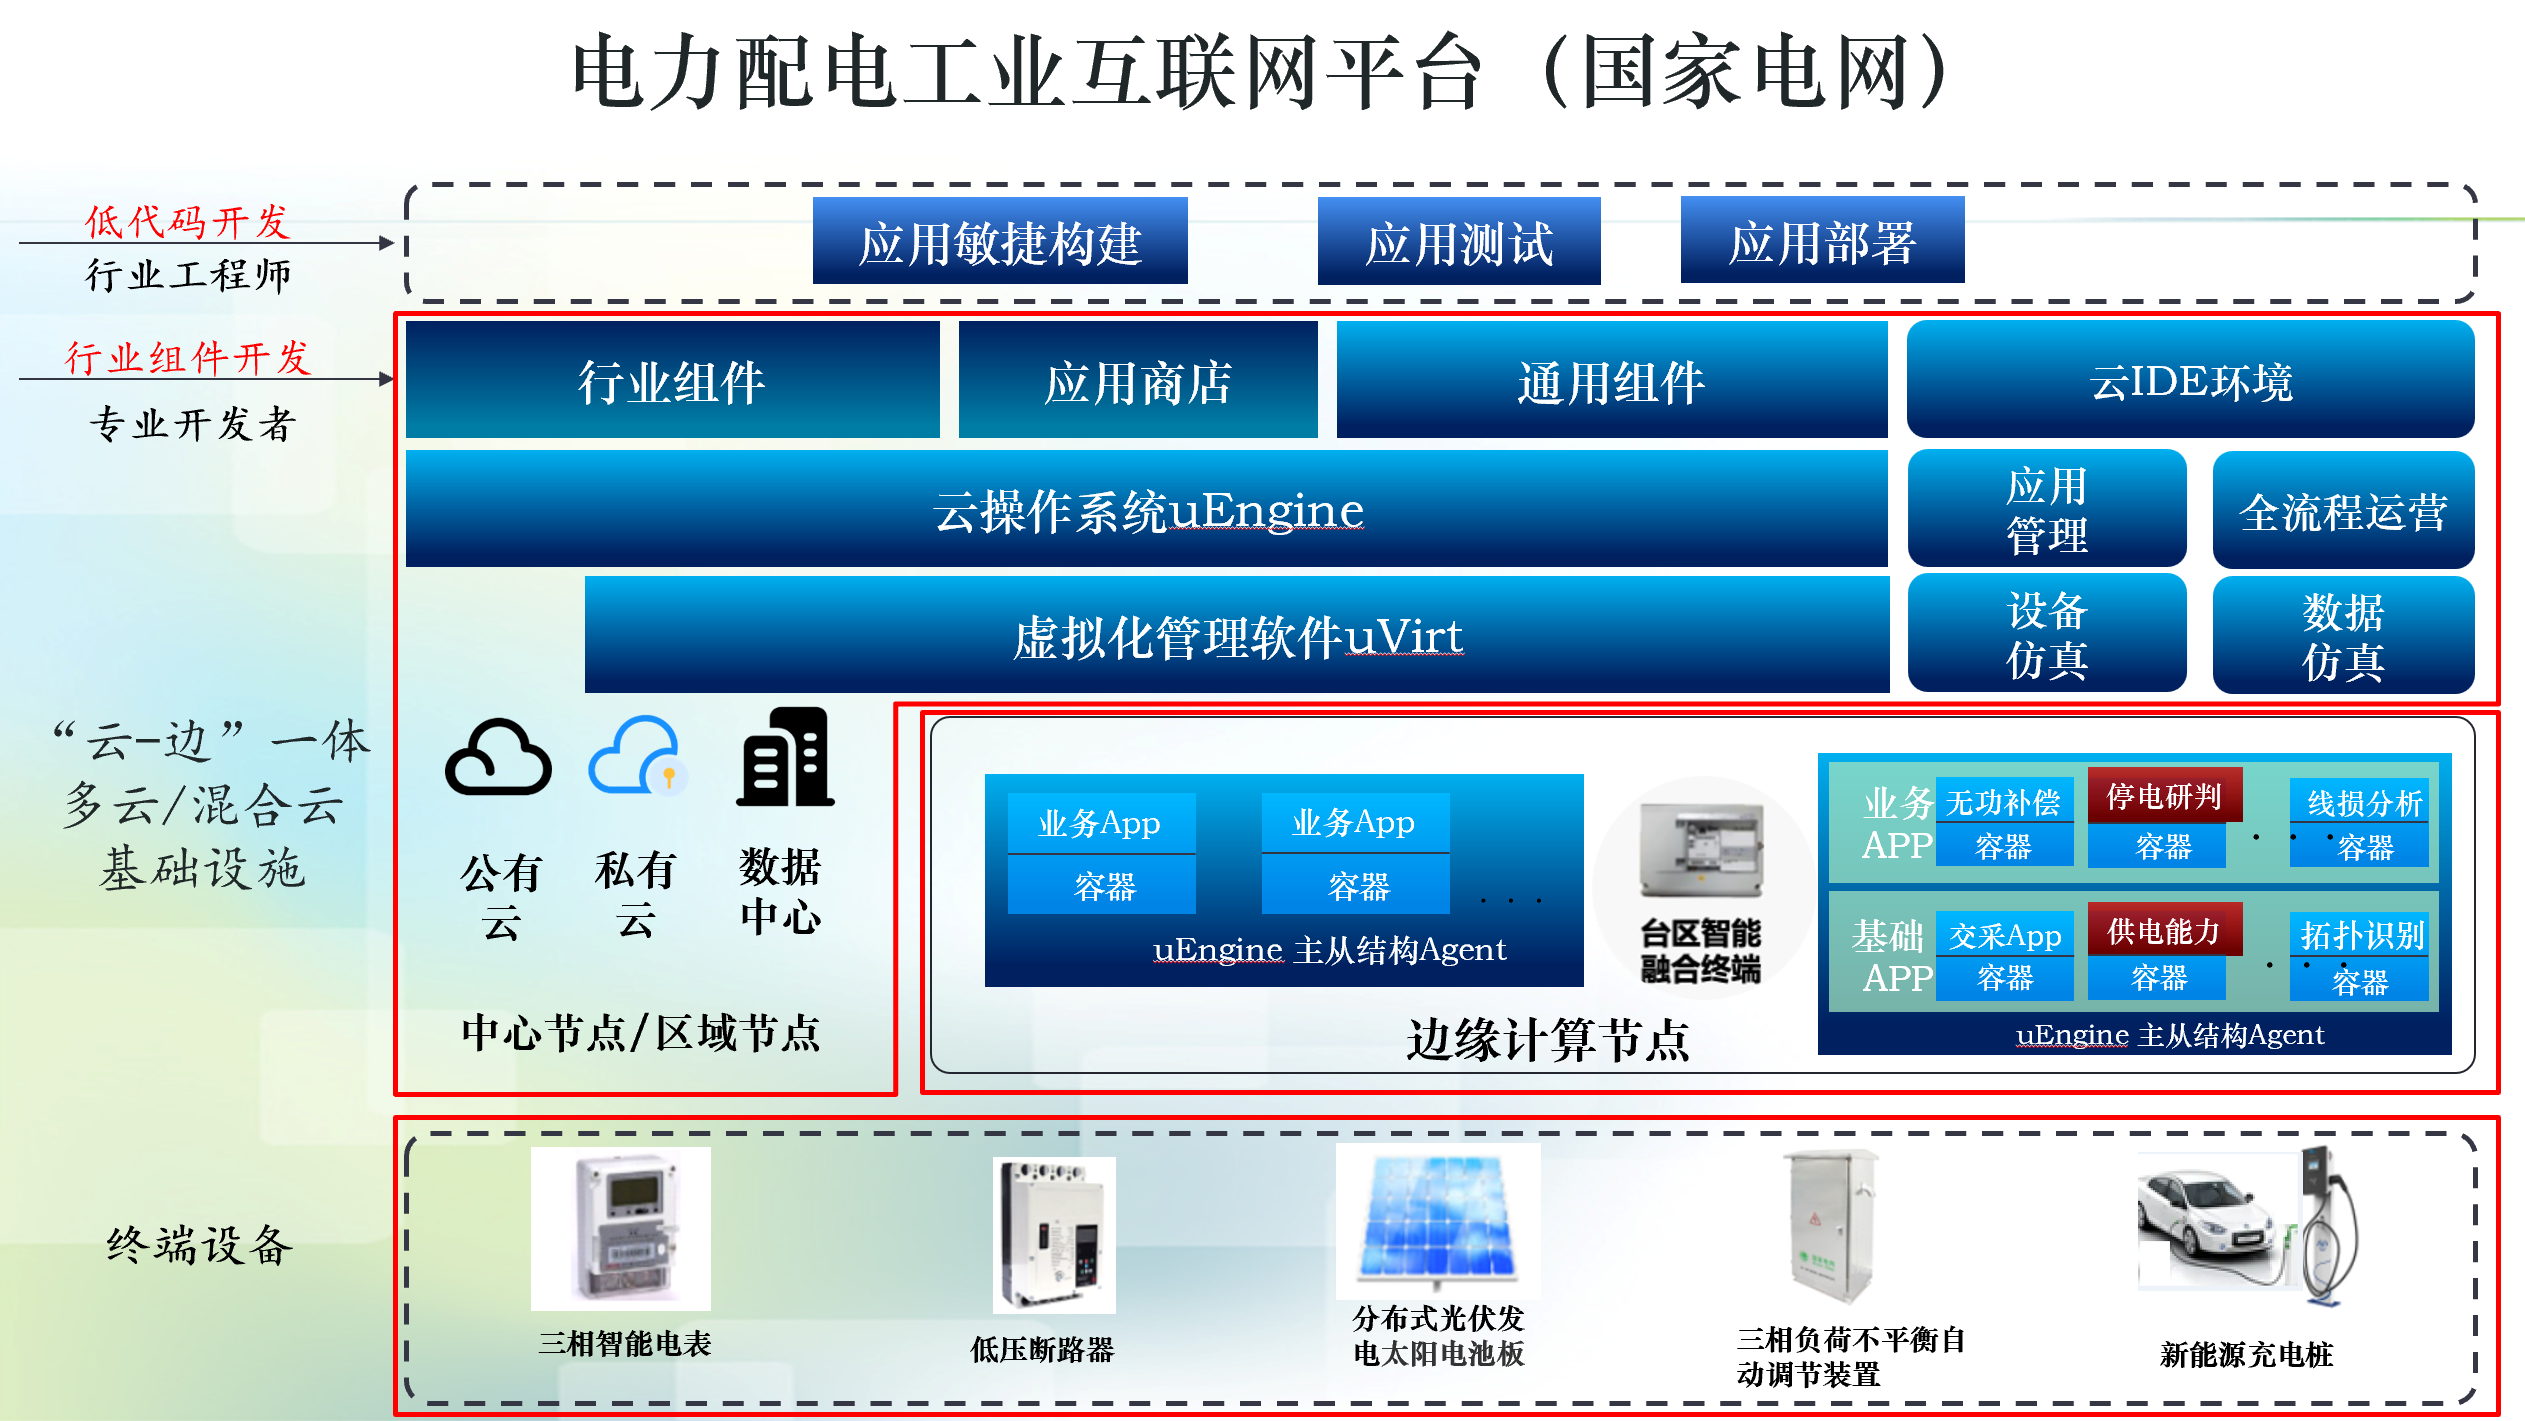 电力配电工业互联网平台（国家电网）
低代码开发
行业工程师
应用敏捷构建
应用测试
应用部署
行业组件开发
专业开发者
行业组件
应用商店
通用组件
云IDE环境
云操作系统uEngine
应用
管理
全流程运营
虚拟化管理软件uVirt
设备
仿真
数据
仿真
“云-边”一体
多云/混合云
基础设施
公有
云
私有
云
数据
中心
中心节点/区域节点
业务App
容器
业务App
容器
. . .
uEngine 主从结构Agent
台区智能
融合终端
边缘计算节点
业务
APP
无功补偿
容器
停电研判
容器
. . .
线损分析
容器
基础
APP
交采App
容器
供电能力
容器
. . .
拓扑识别
容器
uEngine 主从结构Agent
终端设备
三相智能电表
低压断路器
分布式光伏发
电太阳电池板
三相负荷不平衡自
动调节装置
新能源充电桩